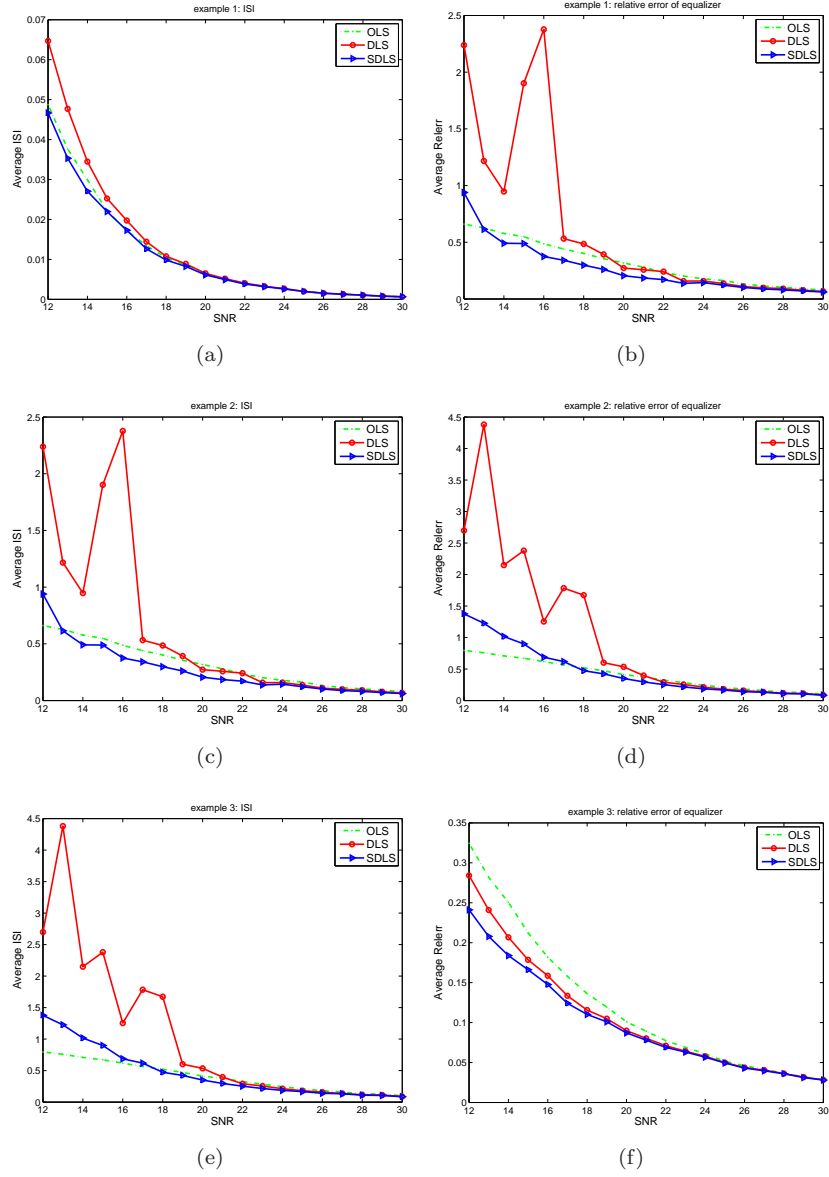 example 1: ISI
0.07
0.06
0.05
0.04
0.03
0.02
0.01
0
Average ISI
12 14 16 18 20 22 24 26 28 30
SNR
OLS
DLS
SDLS
(a)
example 1: relative error of equalizer
2.5
2
1.5
1
0.5
0
Average Relerr
12 14 16 18 20 22 24 26 28 30
SNR
OLS
DLS
SDLS
(b)
example 2: ISI
2.5
2
1.5
1
0.5
0
Average ISI
12 14 16 18 20 22 24 26 28 30
SNR
OLS
DLS
SDLS
(c)
example 2: relative error of equalizer
4.5
4
3.5
3
2.5
2
1.5
1
0.5
0
Average Relerr
12 14 16 18 20 22 24 26 28 30
SNR
OLS
DLS
SDLS
(d)
example 3: ISI
4.5
4
3.5
3
2.5
2
1.5
1
0.5
0
Average ISI
12 14 16 18 20 22 24 26 28 30
SNR
OLS
DLS
SDLS
(e)
example 3: relative error of equalizer
0.35
0.3
0.25
0.2
0.15
0.1
0.05
0
Average Relerr
12 14 16 18 20 22 24 26 28 30
SNR
OLS
DLS
SDLS
(f)